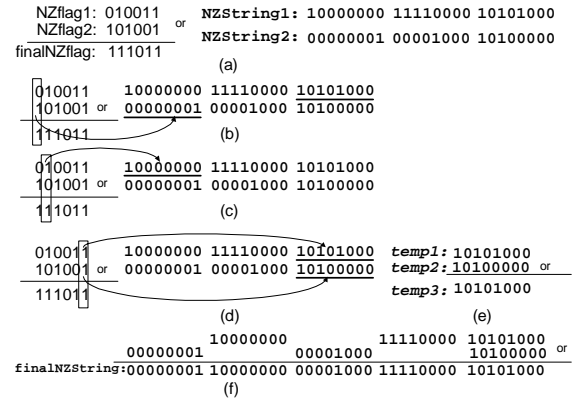 NZflag1: 010011 or NZString1: 10000000 11110000 10101000
NZflag2: 101001 NZString2: 00000001 00001000 10100000
finalNZflag: 111011
(a)
010011 10000000 11110000 10101000
101001 or 00000001 00001000 10100000
111011
(b)
010011 10000000 11110000 10101000
101001 or 00000001 00001000 10100000
111011
(c)
010011 10000000 11110000 10101000
101001 or 00000001 00001000 10100000
111011
(d)
temp1: 10101000
temp2: 10100000 or
temp3: 10101000
(e)
10000000 11110000 10101000
00000001 00001000 10100000 or
finalNZString: 00000001 10000000 00001000 11110000 10101000
(f)